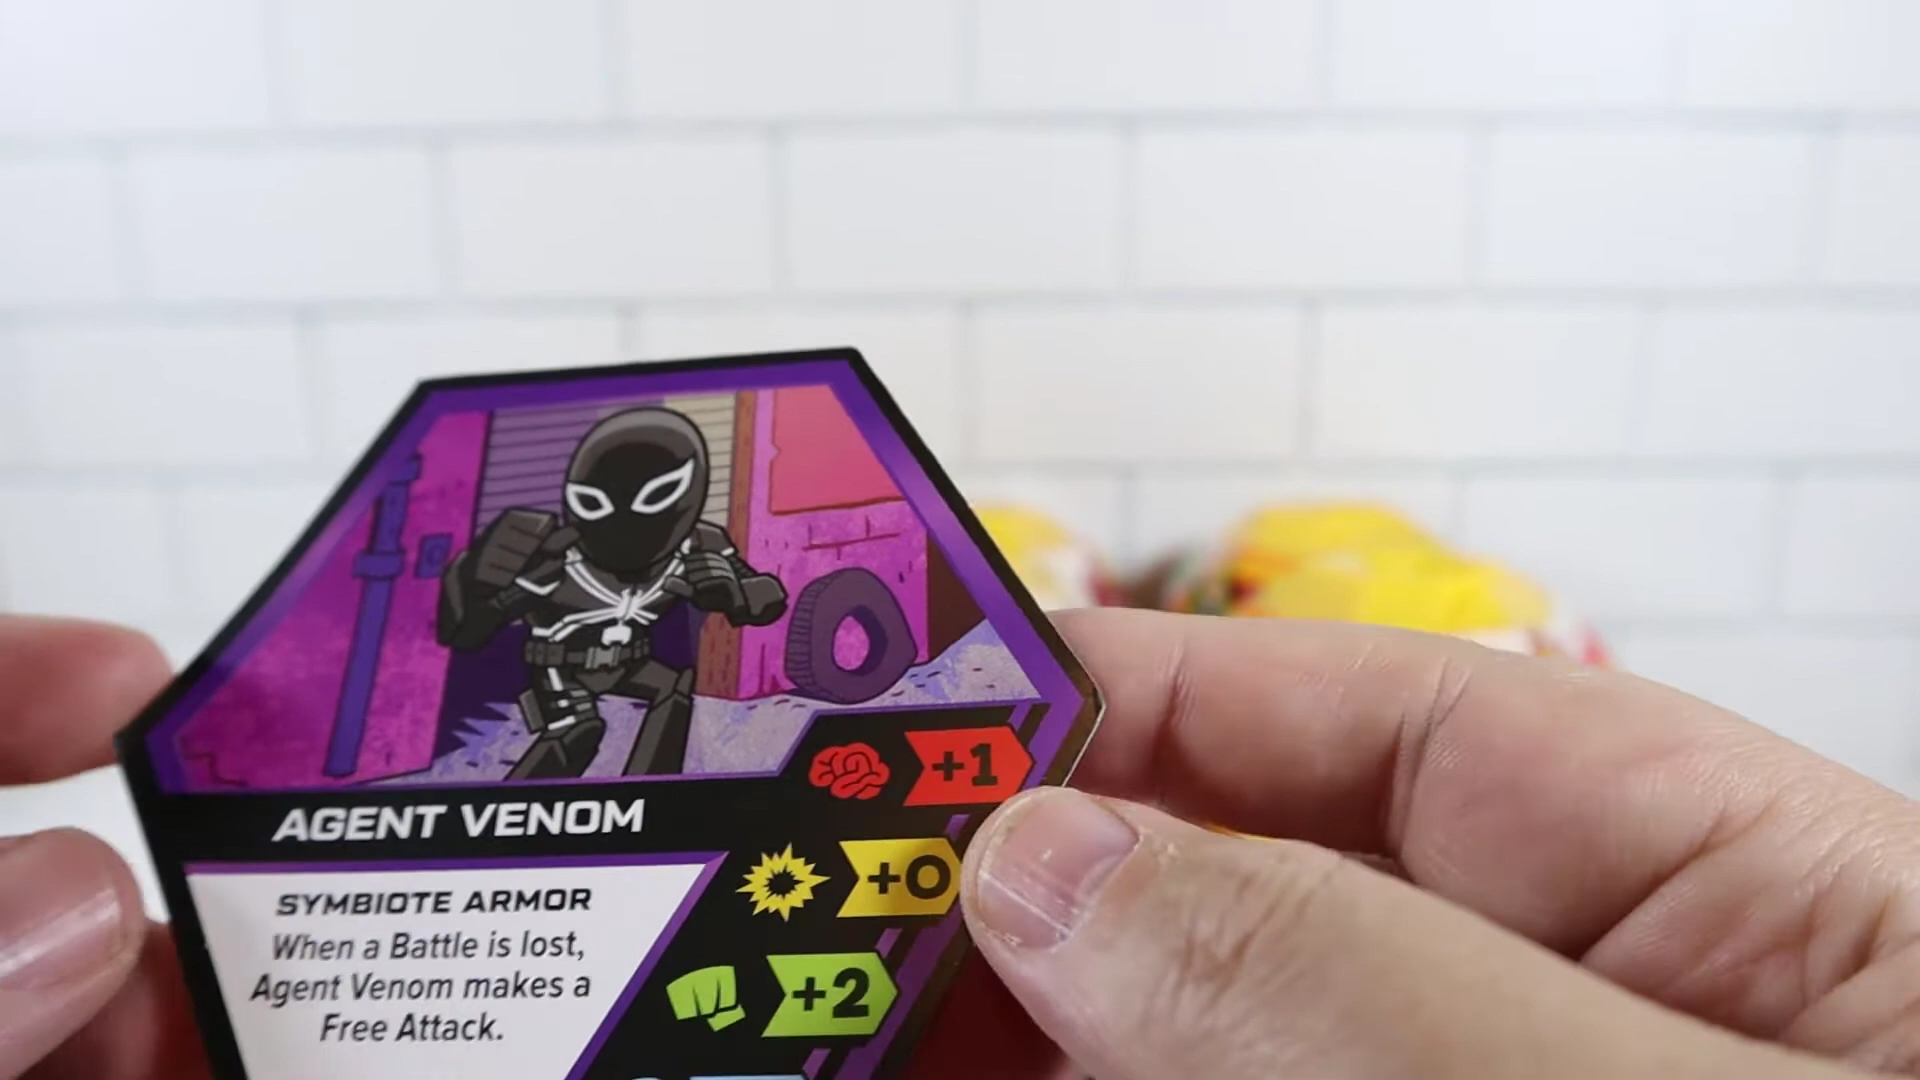 +1
AGENT VENOM
+0
SYMBIOTE ARMOR
When a Battle is lost,
Agent Venom makes a
Free Attack.
+2